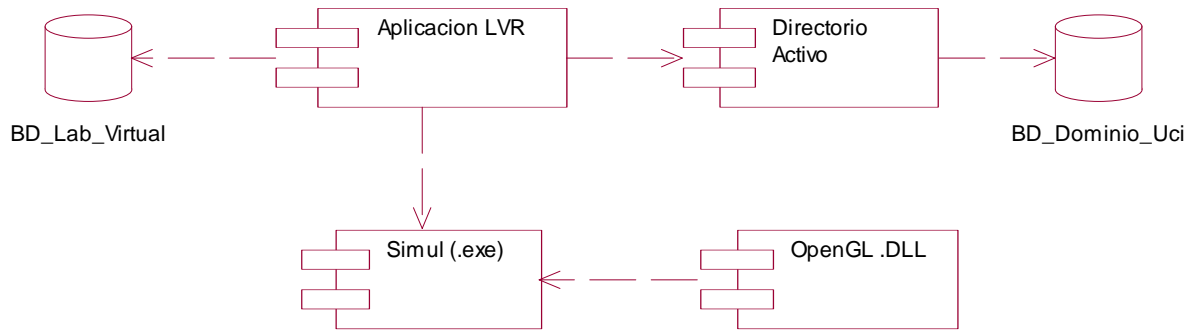 Aplicacion LVR
Directorio
Activo
BD_Lab_Virtual
BD_Dominio_Uci
Simul (.exe)
OpenGL .DLL